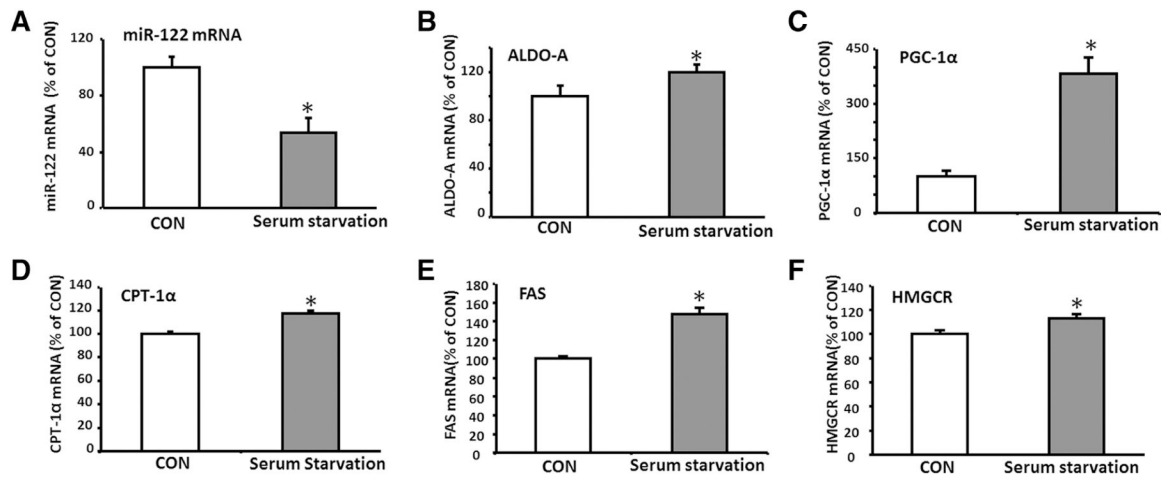 A
miR-122 mRNA (% of CON)
miR-122 mRNA
120
80
40
0
CON
Serum starvation
*
B
ALDO-A mRNA (% of CON)
ALDO-A
120
80
40
0
CON
Serum starvation
*
C
PGC-1α mRNA (% of CON)
PGC-1α
450
300
150
0
CON
Serum starvation
*
D
CPT-1α mRNA (% of CON)
CPT-1α
140
120
100
80
60
40
20
0
CON
Serum Starvation
*
E
FAS mRNA(% of CON)
FAS
180
160
140
120
100
80
60
40
20
0
CON
Serum Starvation
*
F
HMGCR mRNA(% of CON)
HMGCR
140
120
100
80
60
40
20
0
CON
Serum starvation
*